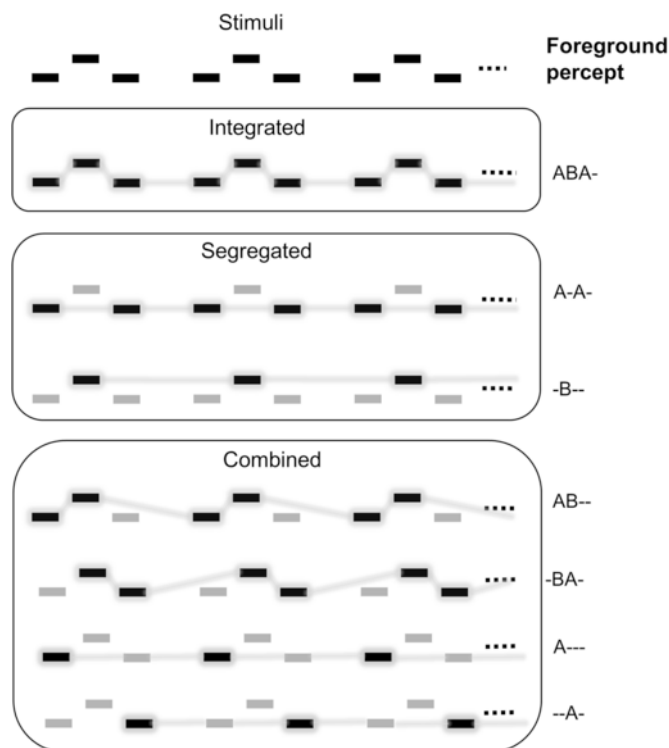 Stimuli
Foreground
percept
Integrated
ABA-
Segregated
A-A-
-B--
Combined
AB--
-BA-
A---
--A-